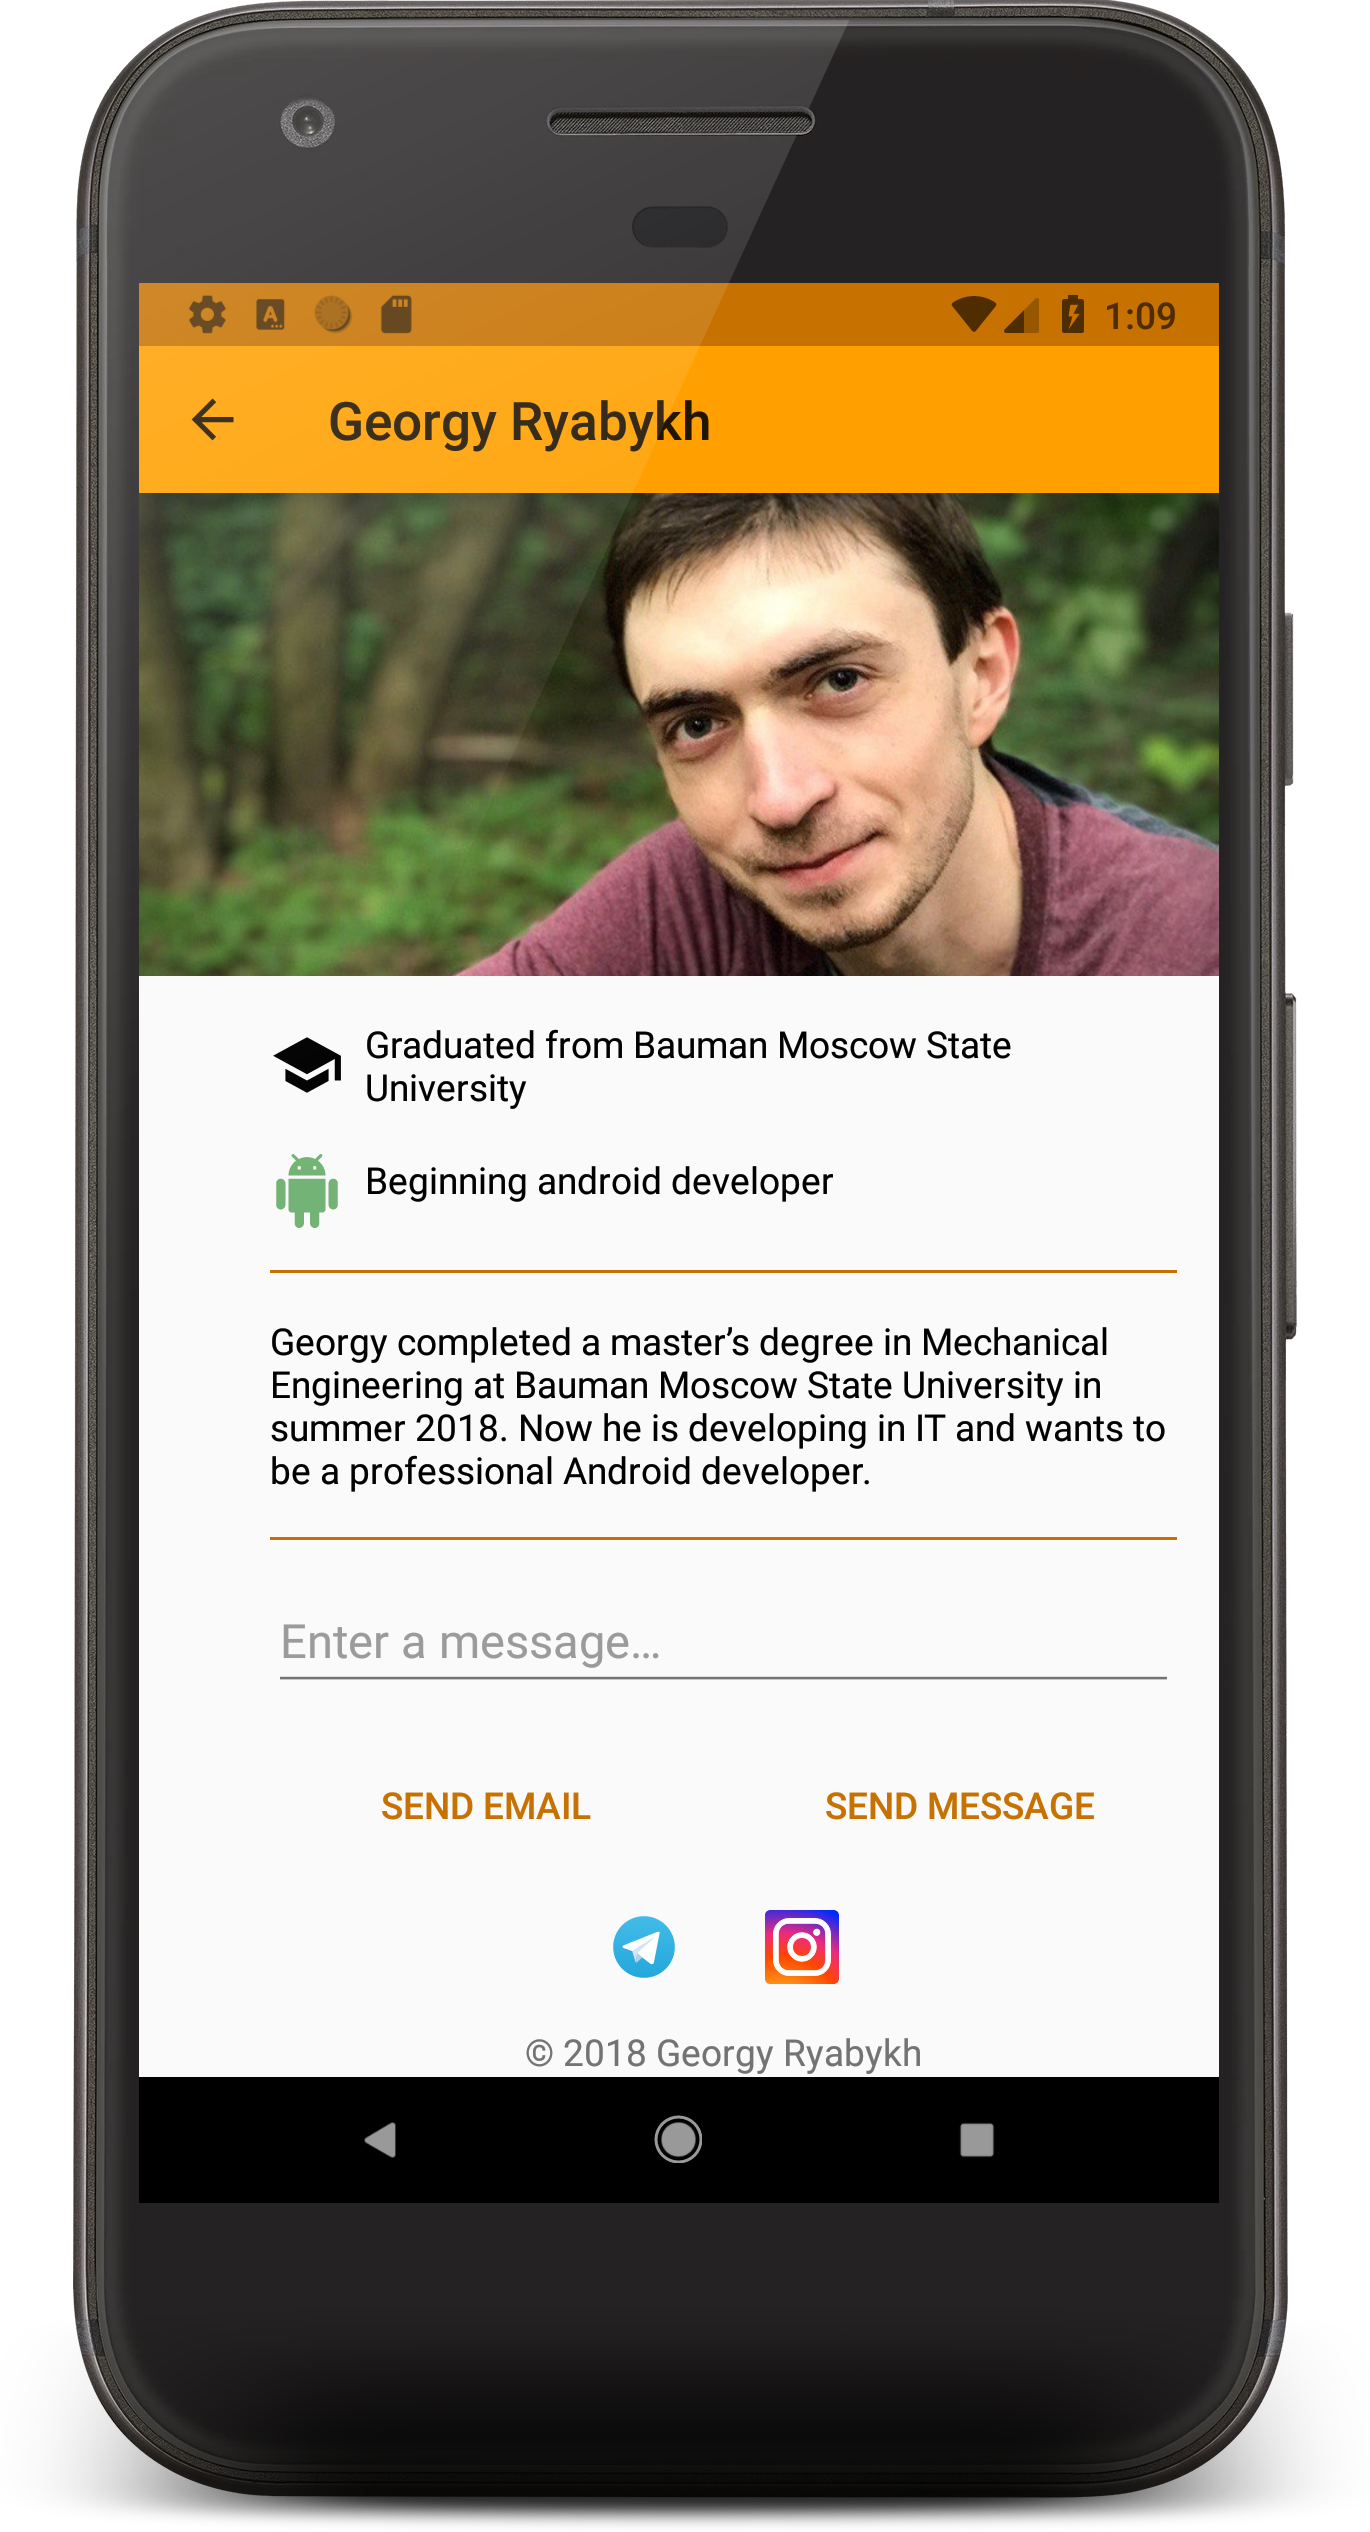 1:09
Georgy Ryabykh
Graduated from Bauman Moscow State
University
Beginning android developer
Georgy completed a master’s degree in Mechanical
Engineering at Bauman Moscow State University in
summer 2018. Now he is developing in IT and wants to
be a professional Android developer.
Enter a message…
SEND EMAIL SEND MESSAGE
© 2018 Georgy Ryabykh